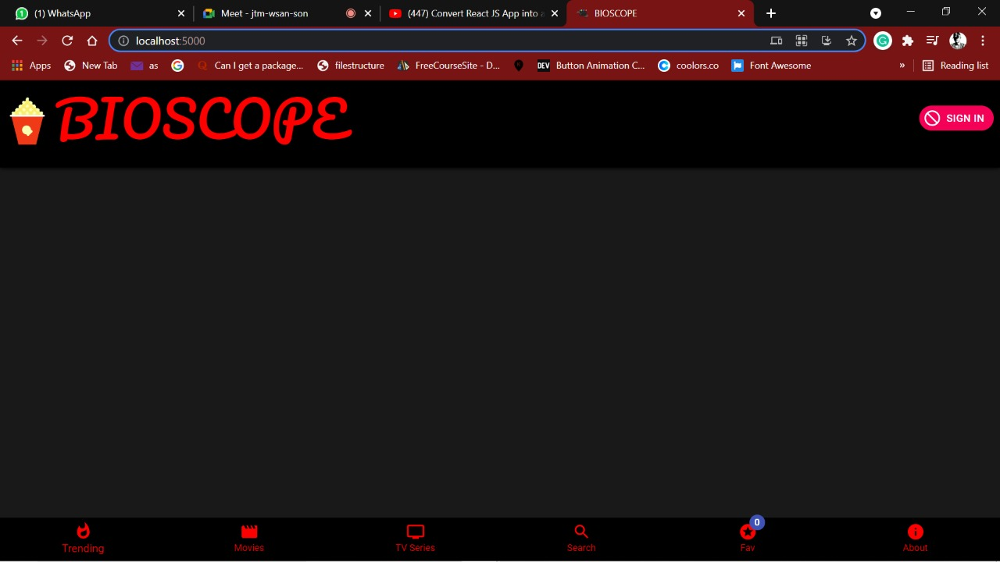 (1) WhatsApp
Meet - jtm-wsan-son
(447) Convert React JS App into a
BIOSCOPE
localhost:5000
Apps
New Tab
as
Can I get a package...
filestructure
FreeCourseSite - D...
DEV
Button Animation C...
coolors.co
Font Awesome
»
Reading list
BIOSCOPE
SIGN IN
Trending
Movies
TV Series
Search
0
Fav
About